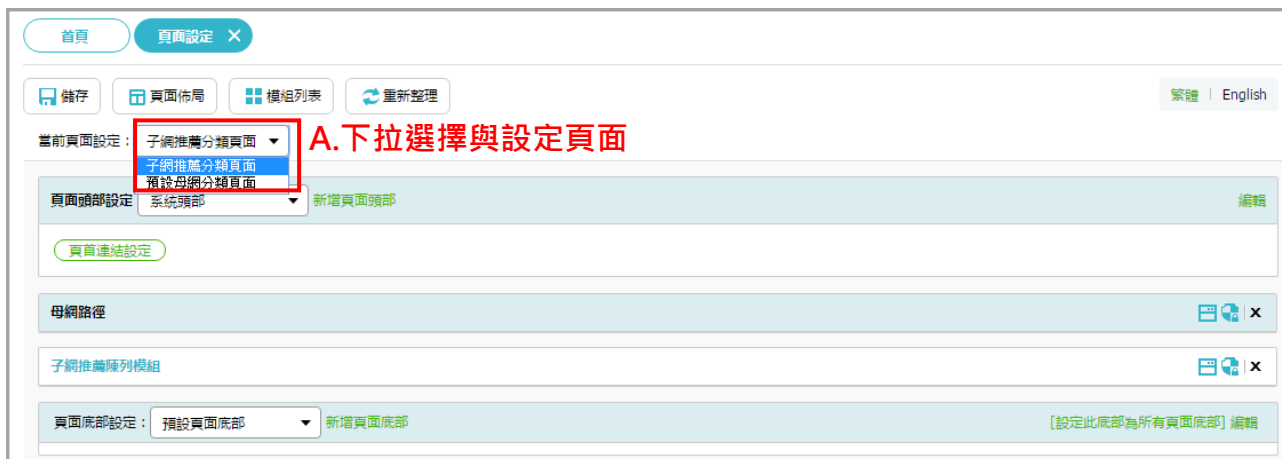 首頁 頁面設定 X
儲存 頁面佈局 模組列表 重新整理 繁體 | English
當前頁面設定： 子網推薦分類頁面 A.下拉選擇與設定頁面
子網推薦分類頁面
預設母網分類頁面
頁面頭部設定 系統頭部 新增頁面頭部 編輯
頁首連結設定
母網路徑 X
子網推薦陳列模組 X
頁面底部設定： 預設頁面底部 新增頁面底部 [設定此底部為所有頁面底部] 編輯